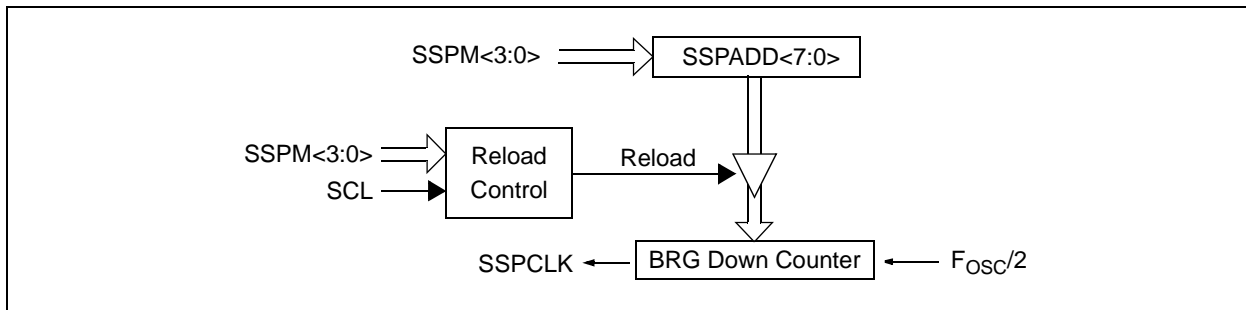 SSPM<3:0>
SSPADD<7:0>
SSPM<3:0>
SCL
Reload
Control
Reload
SSPCLK
BRG Down Counter
FOSC/2